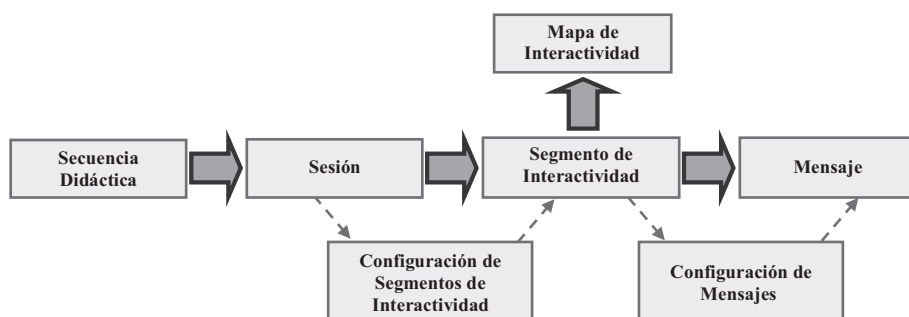 Mapa de
Interactividad
Secuencia
Didáctica
Sesión
Segmento de
Interactividad
Mensaje
Configuración de
Segmentos de
Interactividad
Configuración de
Mensajes